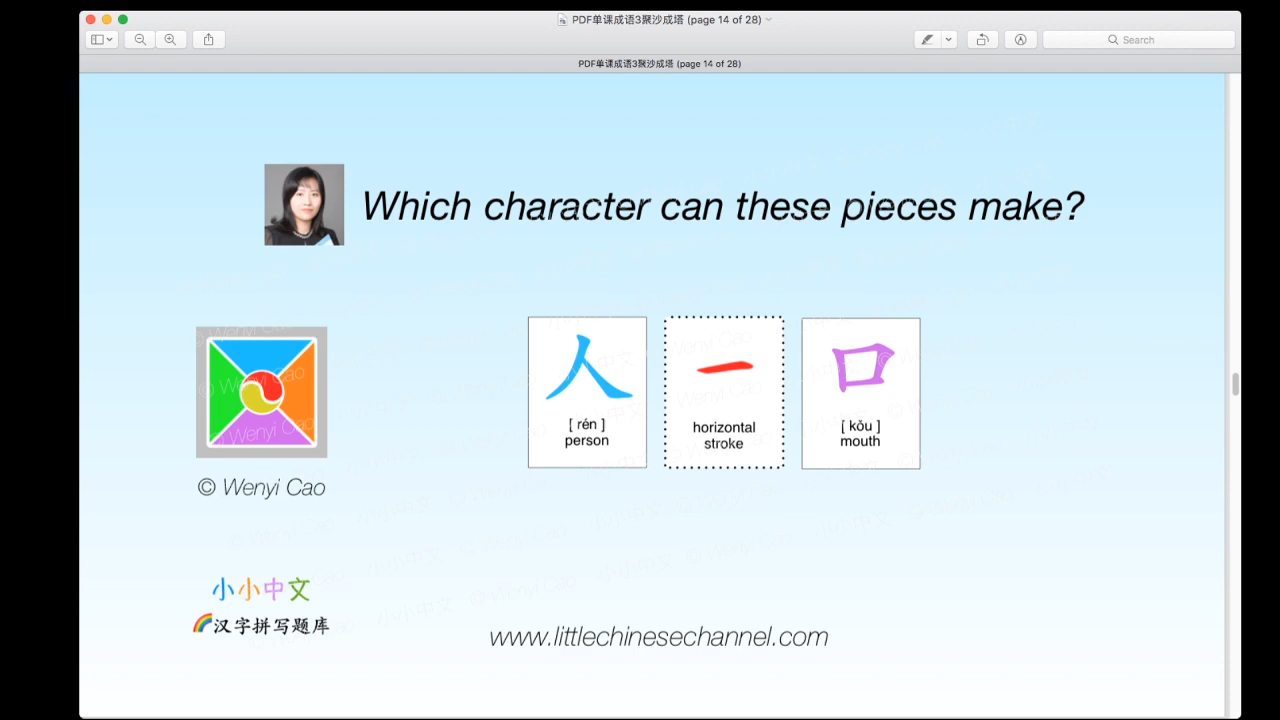 PDF单课成语3聚沙成塔 (page 14 of 28)
Search
PDF单课成语3聚沙成塔 (page 14 of 28)
Which character can these pieces make?
人 一 口
[ rén ] horizontal [ kǒu ]
person stroke mouth
© Wenyi Cao
小小中文
汉字拼写题库
www.littlechinesechannel.com